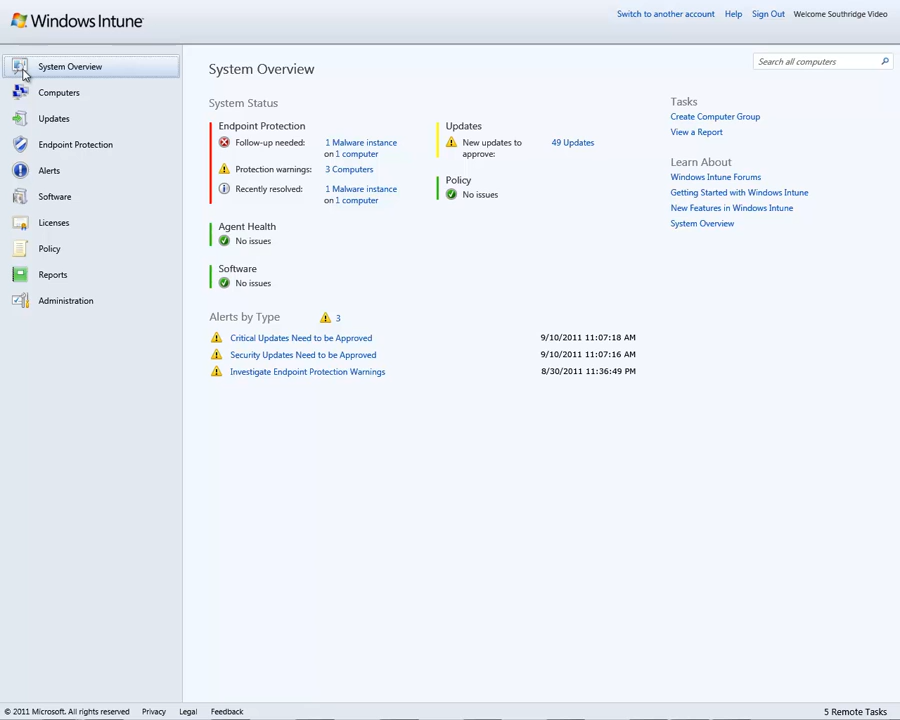 Windows Intune
Switch to another account Help Sign Out Welcome Southridge Video
System Overview
Computers
Updates
Endpoint Protection
Alerts
Software
Licenses
Policy
Reports
Administration
System Overview
Search all computers
System Status
Endpoint Protection
Follow-up needed: 1 Malware instance
on 1 computer
Protection warnings: 3 Computers
Recently resolved: 1 Malware instance
on 1 computer
Updates
New updates to 49 Updates
approve:
Policy
No issues
Agent Health
No issues
Software
No issues
Alerts by Type 3
Critical Updates Need to be Approved 9/10/2011 11:07:18 AM
Security Updates Need to be Approved 9/10/2011 11:07:16 AM
Investigate Endpoint Protection Warnings 8/30/2011 11:36:49 PM
Tasks
Create Computer Group
View a Report
Learn About
Windows Intune Forums
Getting Started with Windows Intune
New Features in Windows Intune
System Overview
© 2011 Microsoft. All rights reserved Privacy Legal Feedback
5 Remote Tasks